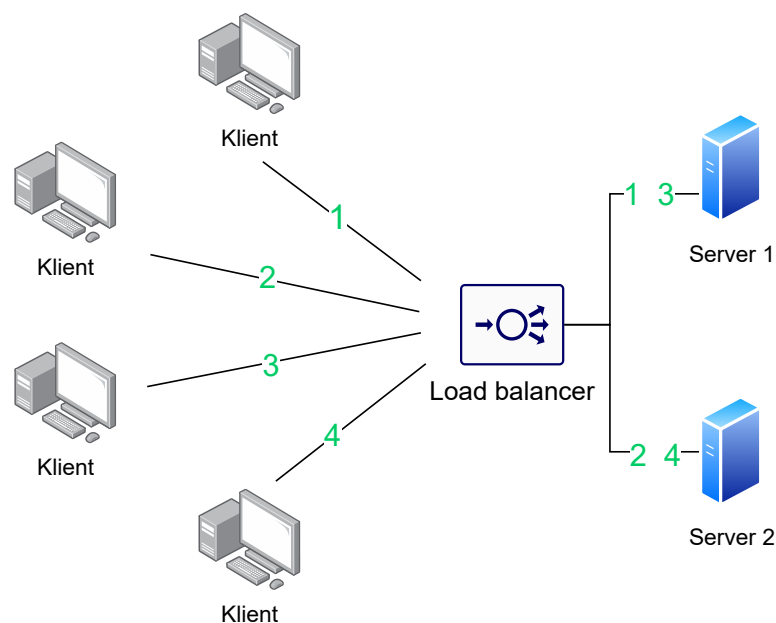 Klient
1
Klient
2
Klient
3
Klient
4
Load balancer
1 3
Server 1
2 4
Server 2